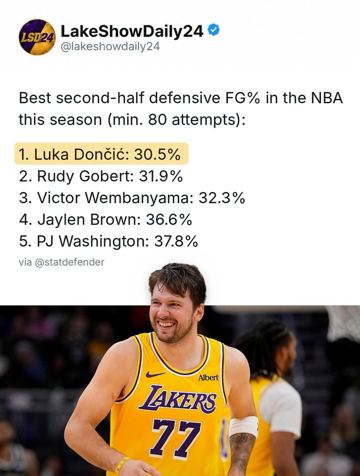 LSD24
LakeShowDaily24
@lakeshowdaily24
Best second-half defensive FG% in the NBA
this season (min. 80 attempts):
1. Luka Dončić: 30.5%
2. Rudy Gobert: 31.9%
3. Victor Wembanyama: 32.3%
4. Jaylen Brown: 36.6%
5. PJ Washington: 37.8%
via @statdefender
Albert
LAKERS
77